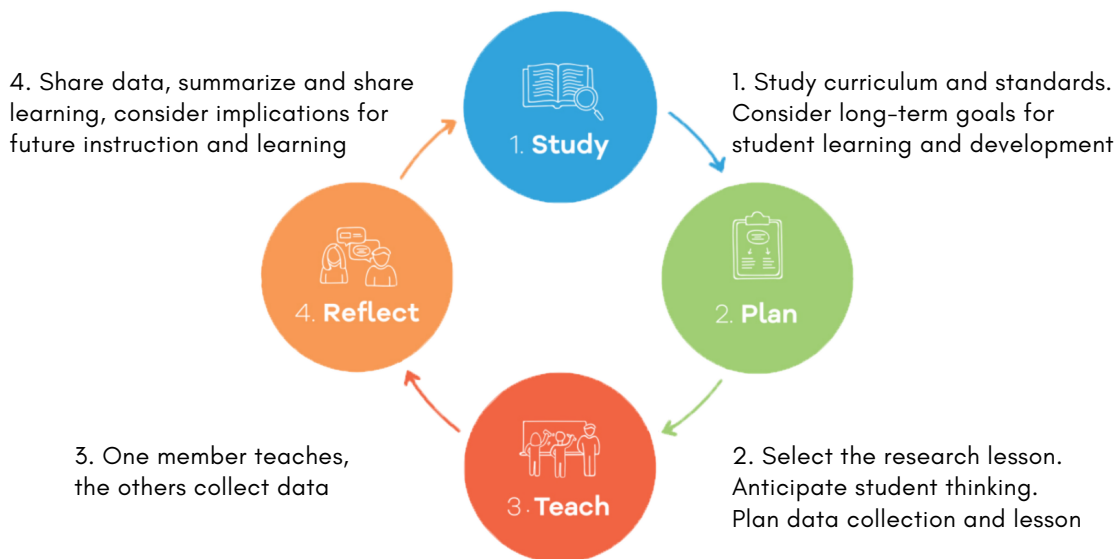 1. Study
2. Plan
3. Teach
4. Reflect
1. Study curriculum and standards.
Consider long-term goals for
student learning and development
2. Select the research lesson.
Anticipate student thinking.
Plan data collection and lesson
3. One member teaches,
the others collect data
4. Share data, summarize and share
learning, consider implications for
future instruction and learning